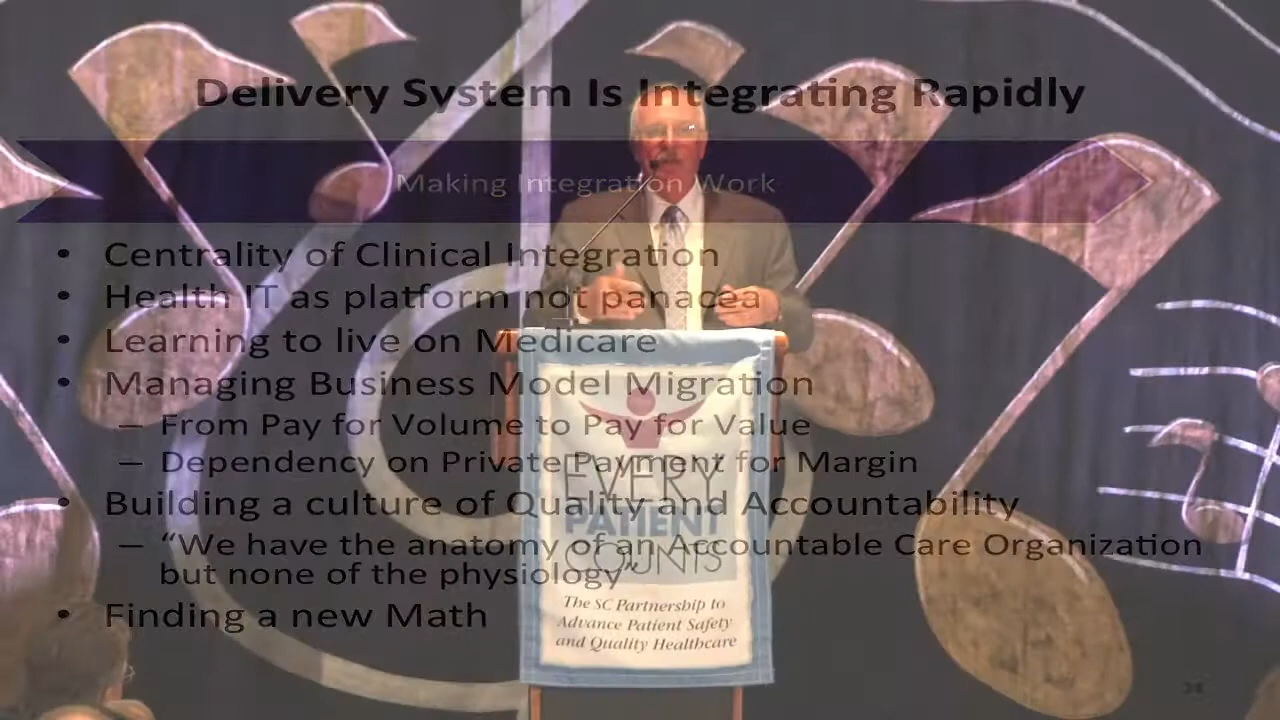 Delivery System Is Integrating Rapidly
Making Integration Work
• Centrality of Clinical Integration
• Health IT as platform not panacea
• Learning to live on Medicare
• Managing Business Model Migration
– From Pay for Volume to Pay for Value
– Dependency on Private Payment for Margin
• Building a culture of Quality and Accountability
– “We have the anatomy of an Accountable Care Organization
but none of the physiology”
• Finding a new Math
EVERY
PATIENT
COUNTS
The SC Partnership to
Advance Patient Safety
and Quality Healthcare